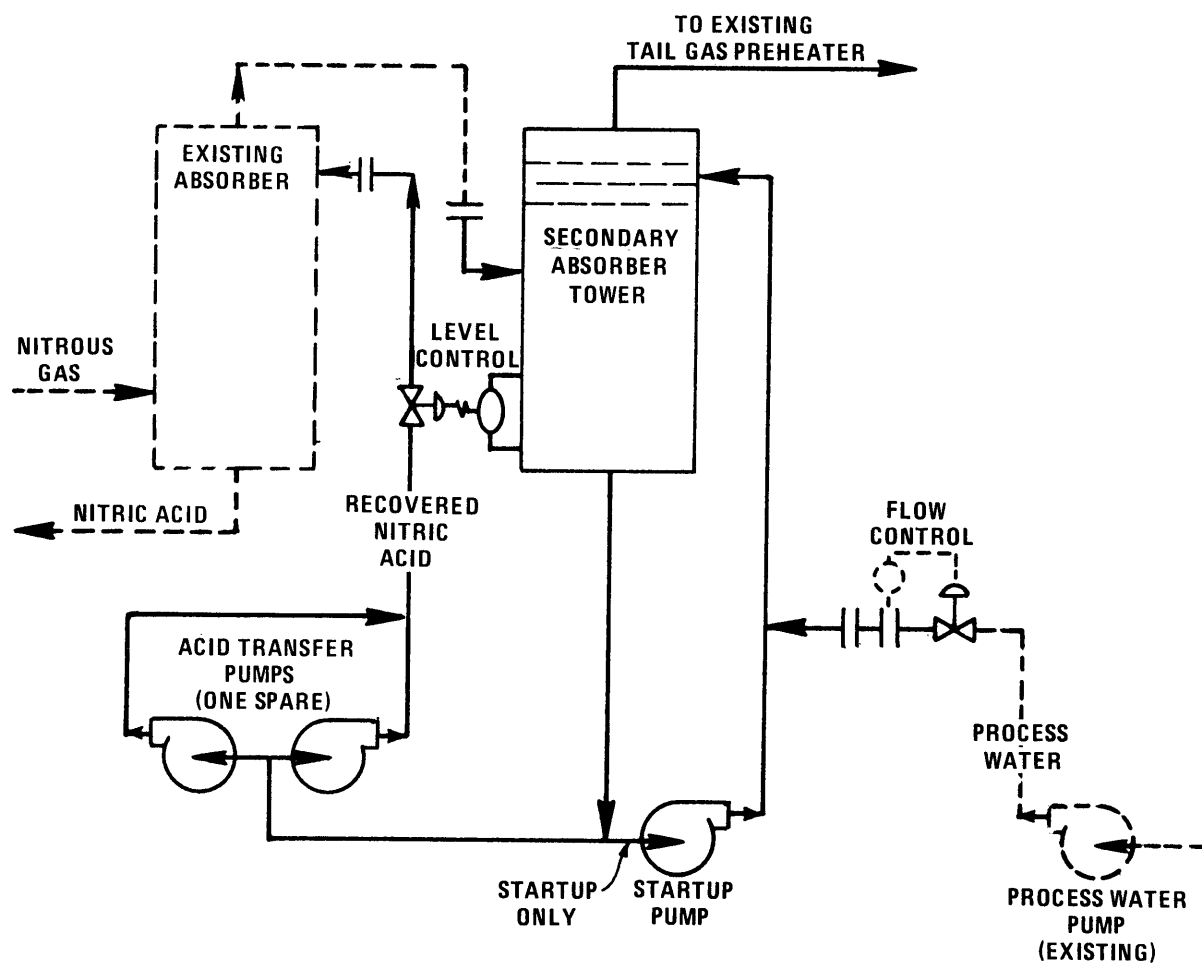 TO EXISTING
TAIL GAS PREHEATER
EXISTING
ABSORBER
SECONDARY
ABSORBER
TOWER
LEVEL
CONTROL
NITROUS
GAS
NITRIC ACID
RECOVERED
NITRIC
ACID
FLOW
CONTROL
ACID TRANSFER
PUMPS
(ONE SPARE)
PROCESS
WATER
STARTUP
ONLY
STARTUP
PUMP
PROCESS WATER
PUMP
(EXISTING)